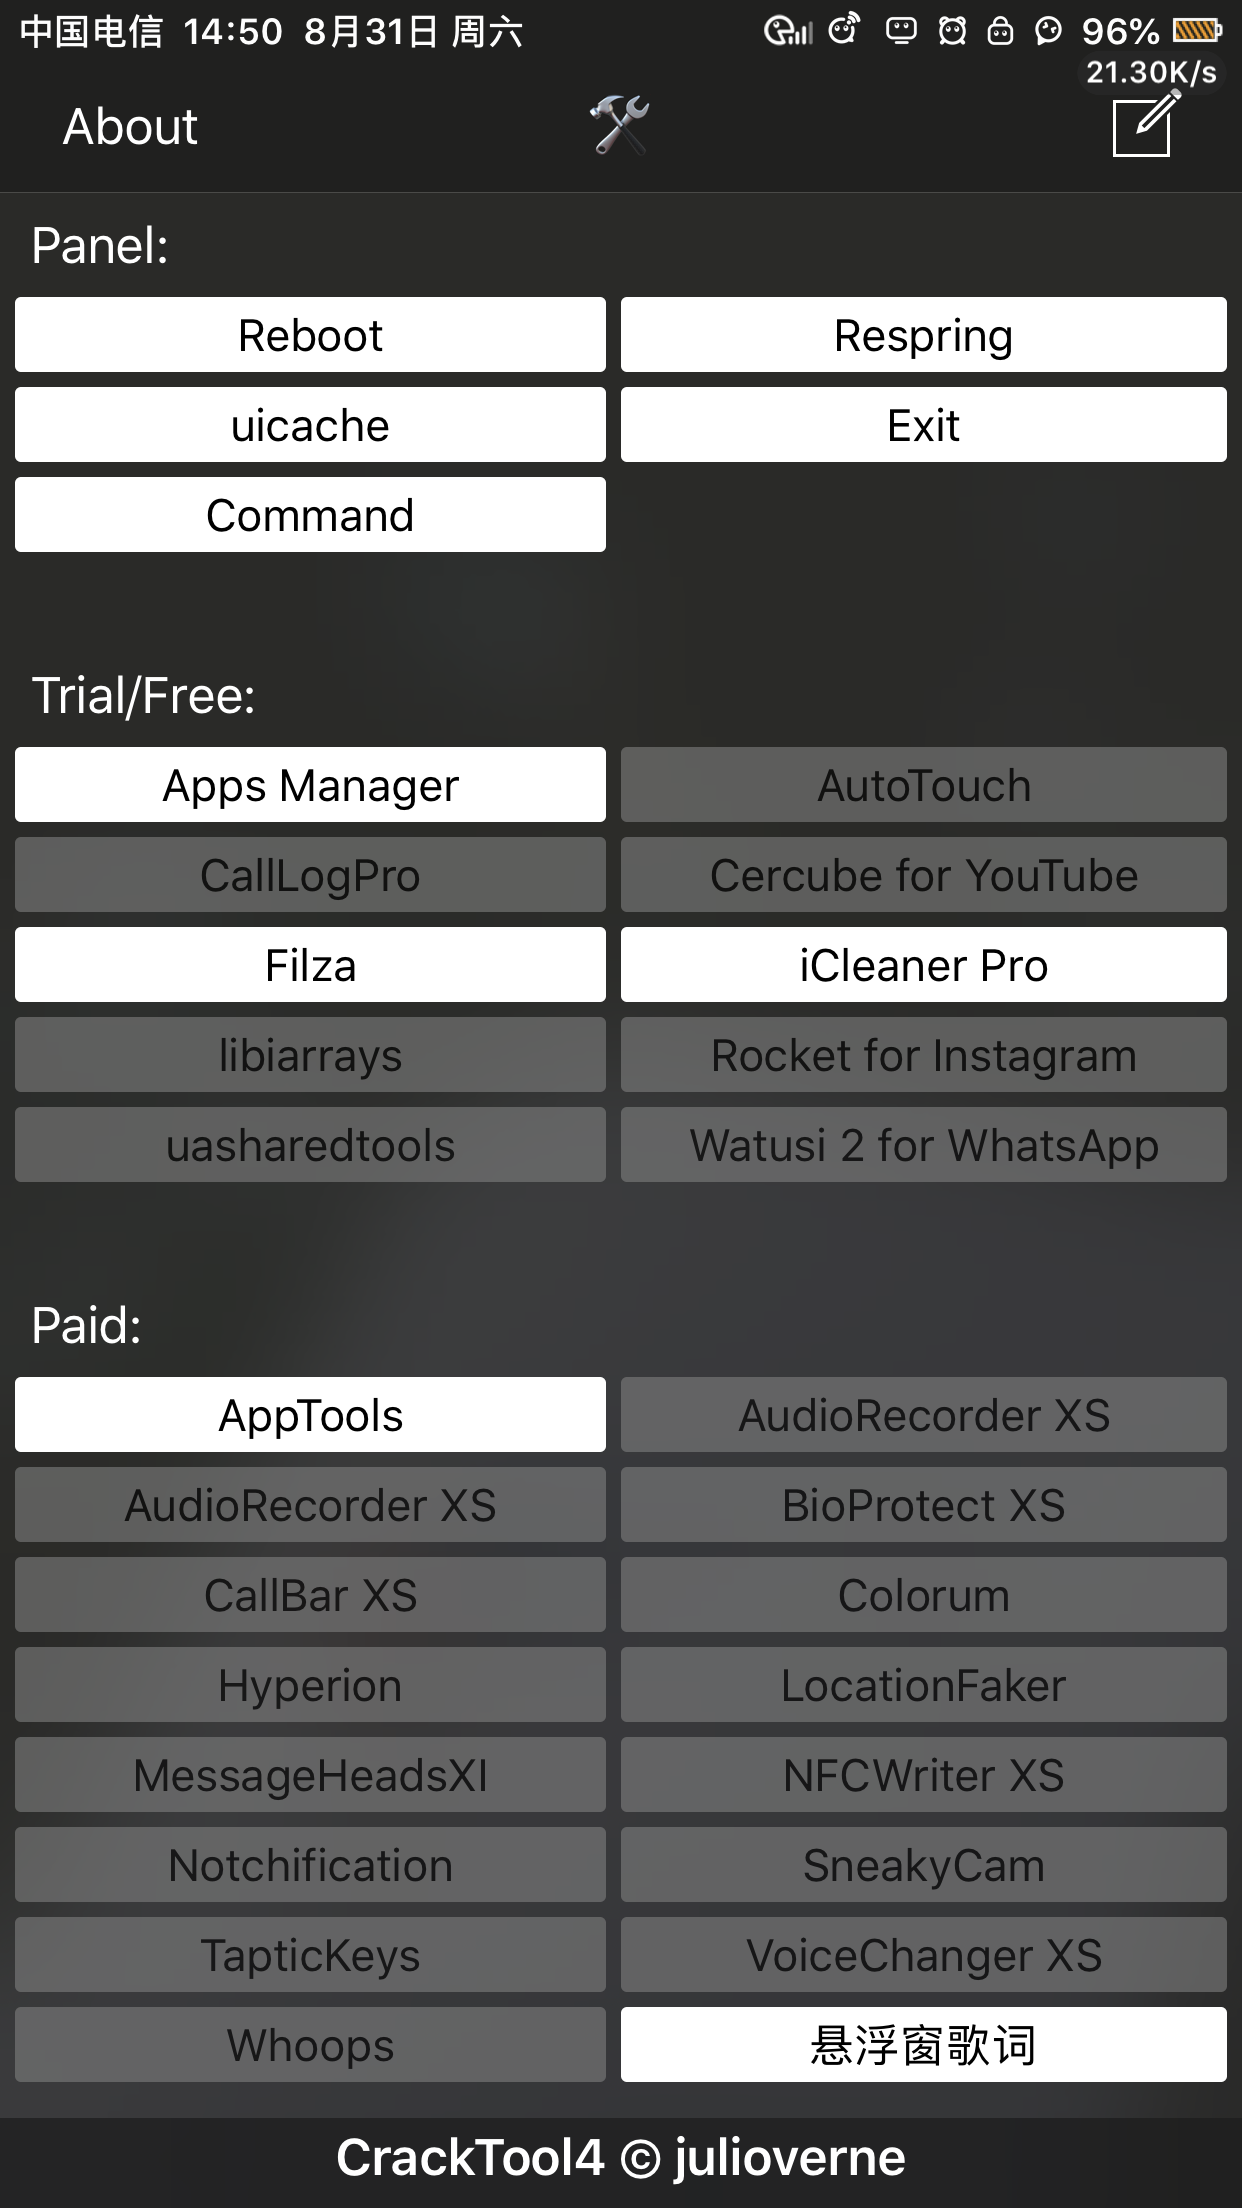 中国电信 14:50 8月31日 周六 96%
21.30K/s
About
Panel:
Reboot Respring
uicache Exit
Command
Trial/Free:
Apps Manager AutoTouch
CallLogPro Cercube for YouTube
Filza iCleaner Pro
libiarrays Rocket for Instagram
uasharedtools Watusi 2 for WhatsApp
Paid:
AppTools AudioRecorder XS
AudioRecorder XS BioProtect XS
CallBar XS Colorum
Hyperion LocationFaker
MessageHeadsXI NFCWriter XS
Notchification SneakyCam
TapticKeys VoiceChanger XS
Whoops 悬浮窗歌词
CrackTool4 © julioverne